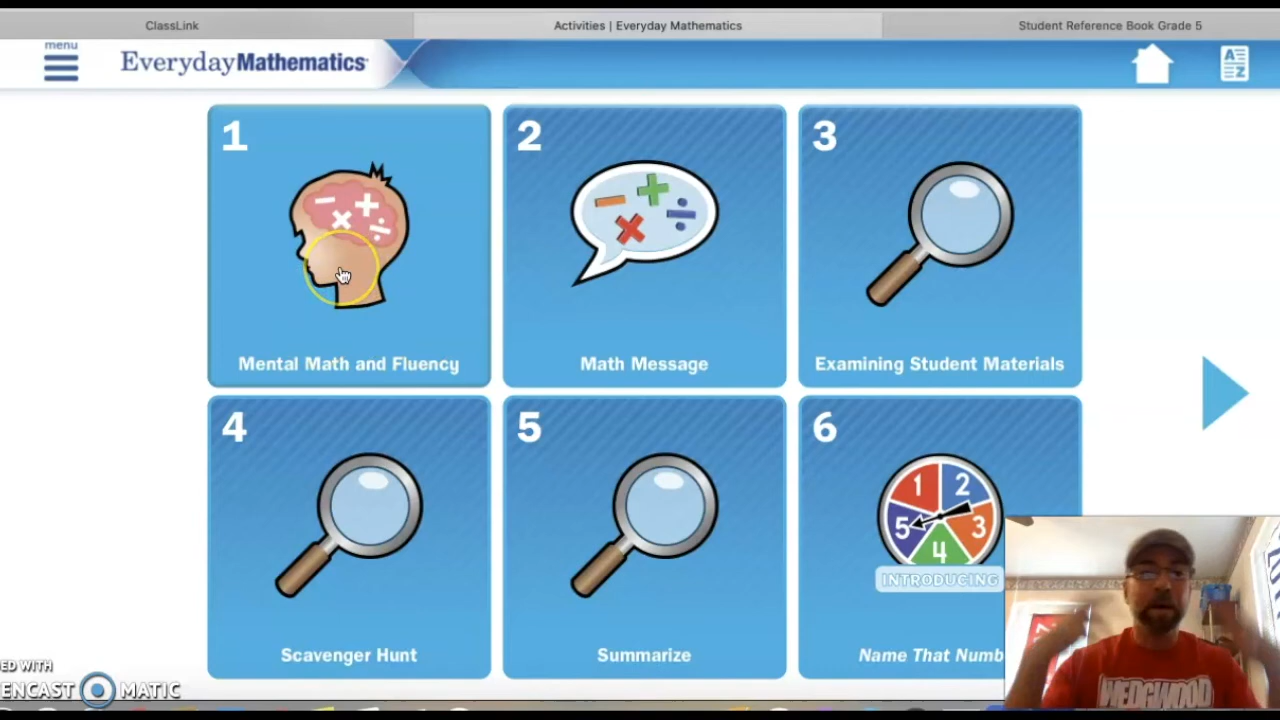 ClassLink
Activities | Everyday Mathematics
Student Reference Book Grade 5
menu
EverydayMathematics
A
Z
1
Mental Math and Fluency
2
Math Message
3
Examining Student Materials
4
Scavenger Hunt
5
Summarize
6
1 2 3 4 5
INTRODUCING
Name That Numb
ED WITH
ENCAST MATIC
WEDGWOOD